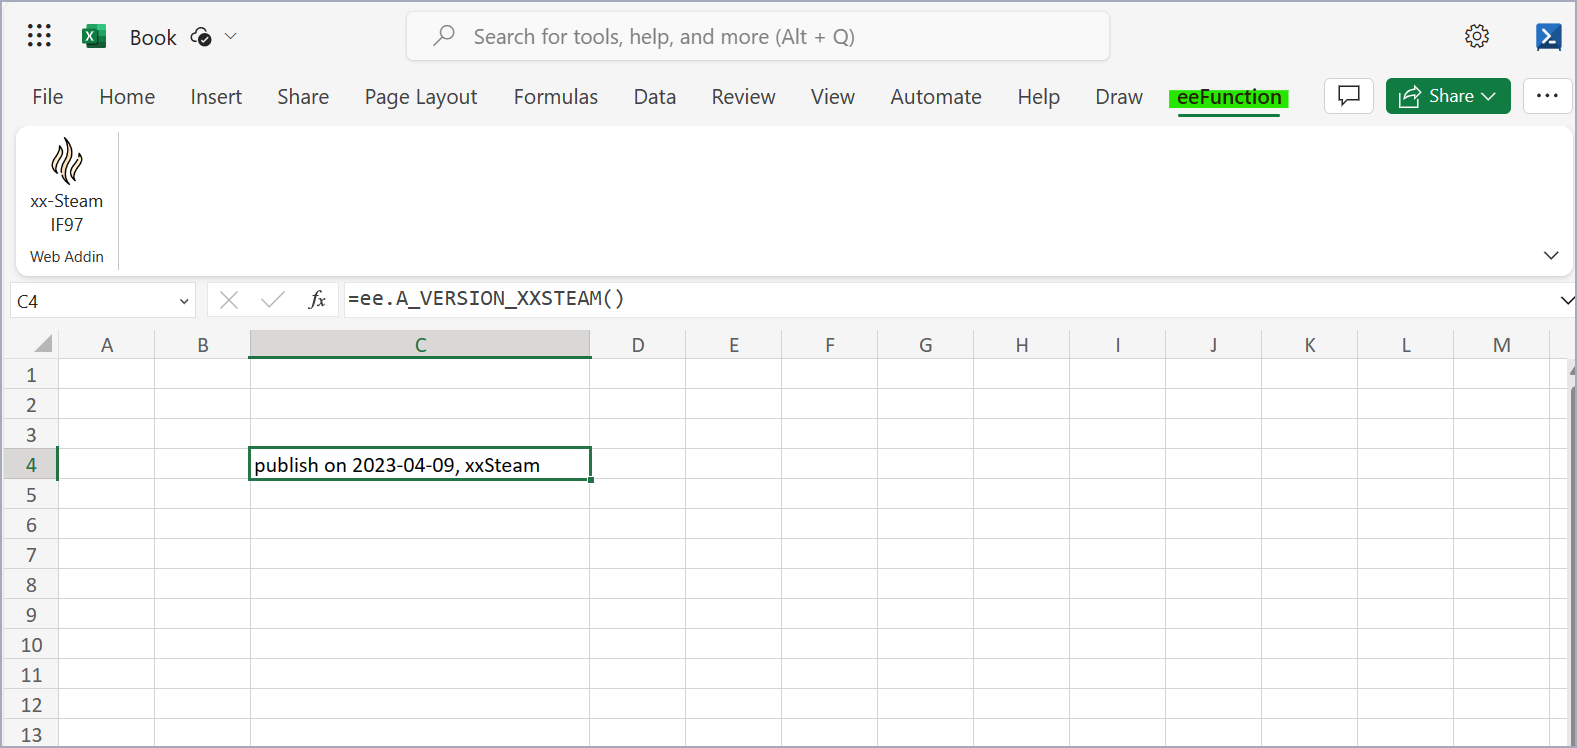 Book
Search for tools, help, and more (Alt + Q)
File Home Insert Share Page Layout Formulas Data Review View Automate Help Draw eeFunction Share
xx-Steam
IF97
Web Addin
C4 fx =ee.A_VERSION_XXSTEAM()
A B C D E F G H I J K L M
1
2
3
4 publish on 2023-04-09, xxSteam
5
6
7
8
9
10
11
12
13